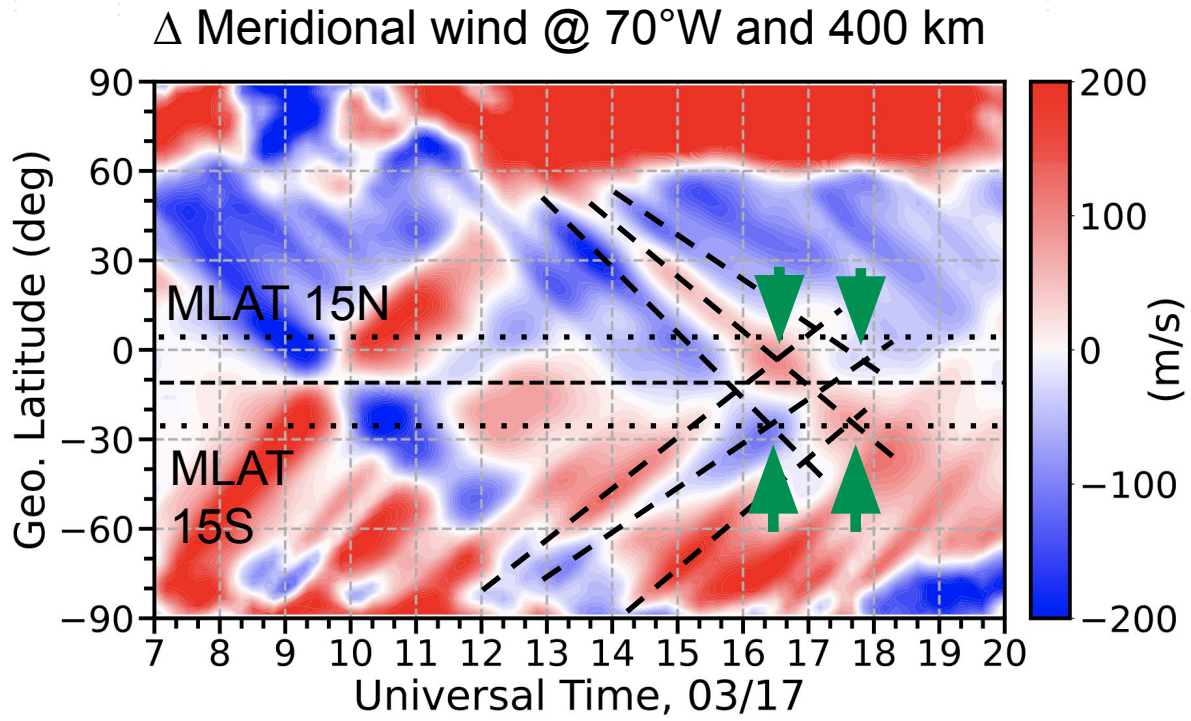 Δ Meridional wind @ 70°W and 400 km
90
60
30
0
−30
−60
−90
Geo. Latitude (deg)
MLAT 15N
MLAT
15S
7 8 9 10 11 12 13 14 15 16 17 18 19 20
Universal Time, 03/17
200
100
0
−100
−200
(m/s)